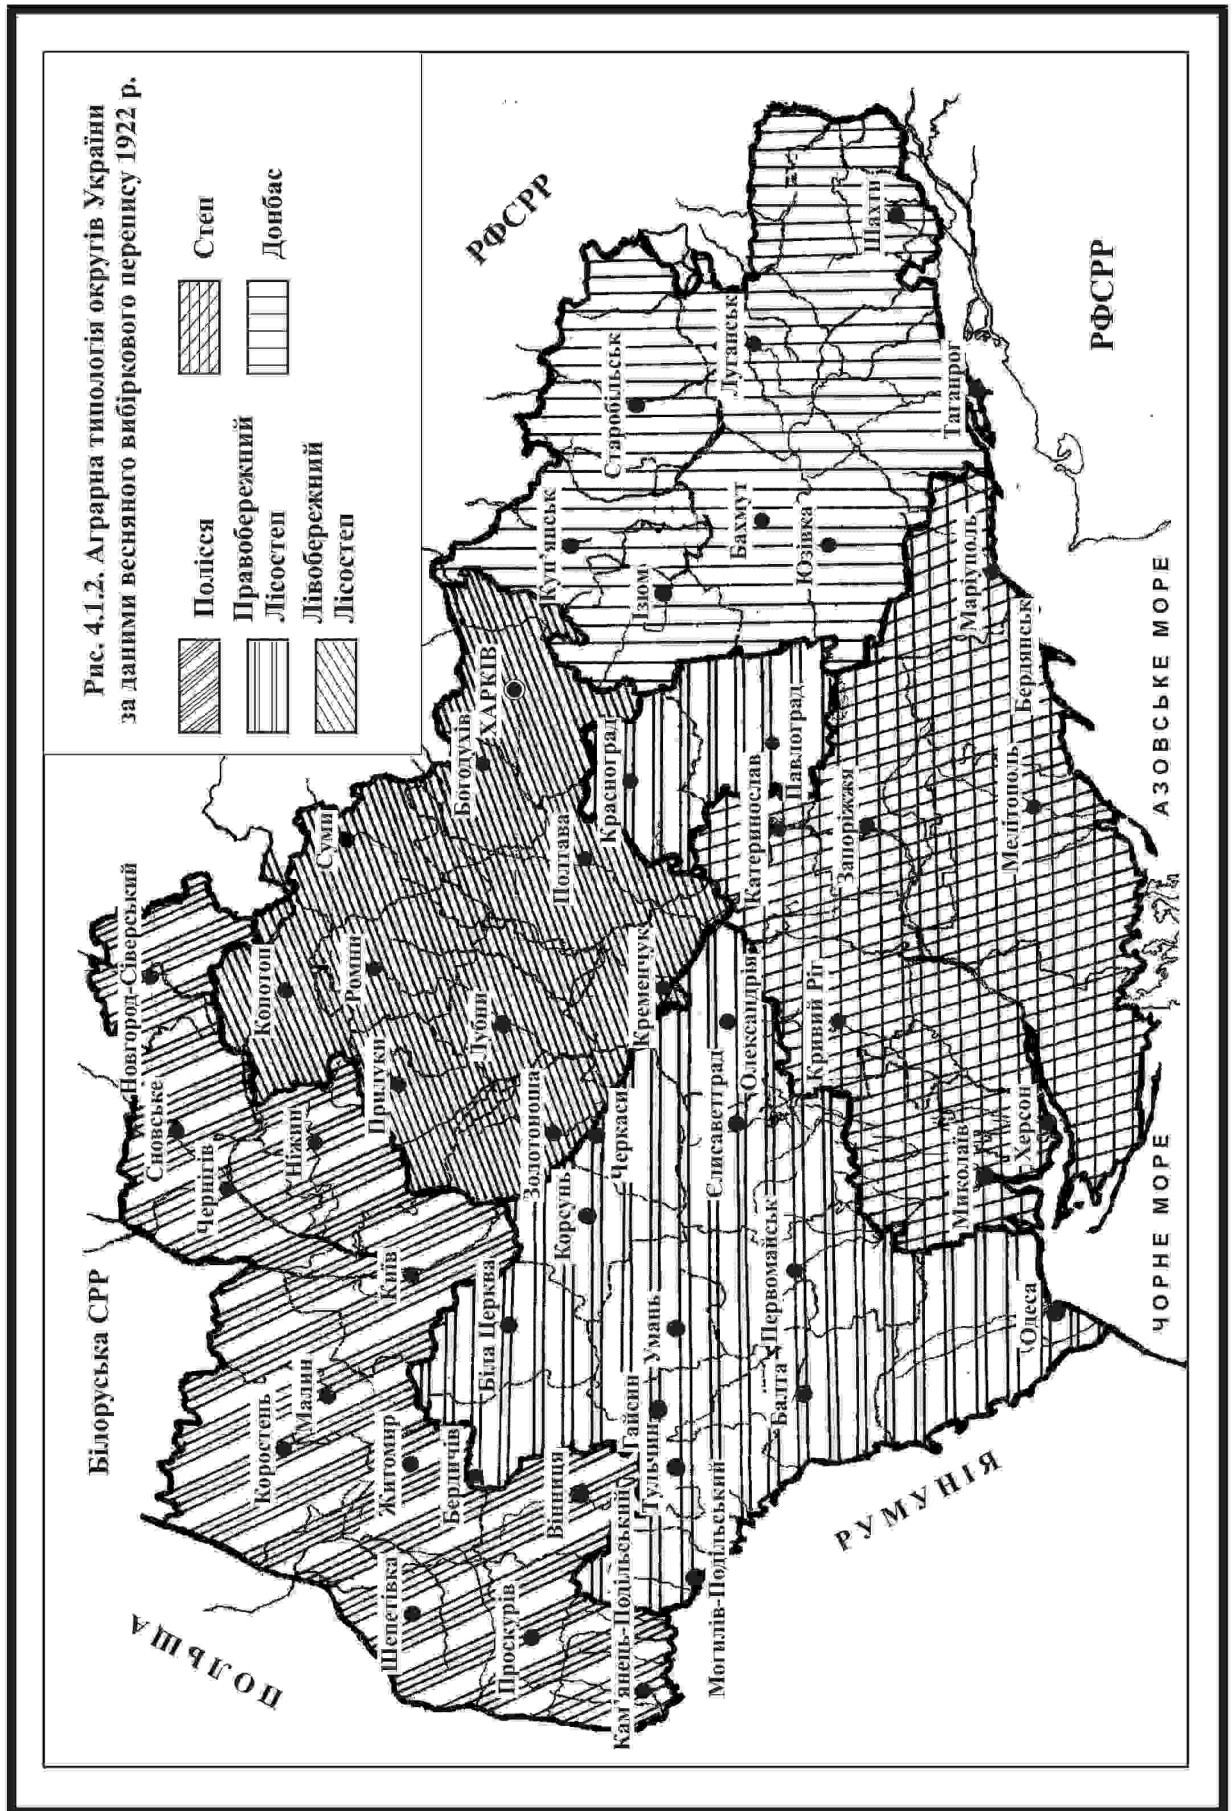 Рис. 4.1.2. Аграрна типологія округів України
за даними весняного вибіркового перепису 1922 р.
Полісся
Правобережний
Лісостеп
Лівобережний
Лісостеп
Степ
Донбас
Білоруська СРР
ПОЛЬЩА
РФСРР
РФСРР
РУМУНІЯ
ЧОРНЕ МОРЕ
АЗОВСЬКЕ МОРЕ
Новгород-Сіверський
Сновське
Чернігів
Конотоп
Ніжин
Суми
Ромни
Прилуки
Коростень
Малин
Київ
Житомир
Шепетівка
Бердичів
Біла Церква
Лубни
Богодухів
ХАРКІВ
Проскурів
Вінниця
Золотоноша
Корсунь
Черкаси
Полтава
Красноград
Куп'янськ
Старобільськ
Ізюм
Кременчук
Кам'янець-Подільський
Гайсин
Тульчин
Умань
Могилів-Подільський
Єлисаветград
Олександрія
Катеринослав
Павлоград
Бахмут
Луганськ
Юзівка
Шахти
Балта
Первомайськ
Кривий Ріг
Запоріжжя
Таганрог
Маріуполь
Миколаїв
Херсон
Мелітополь
Бердянськ
Одеса